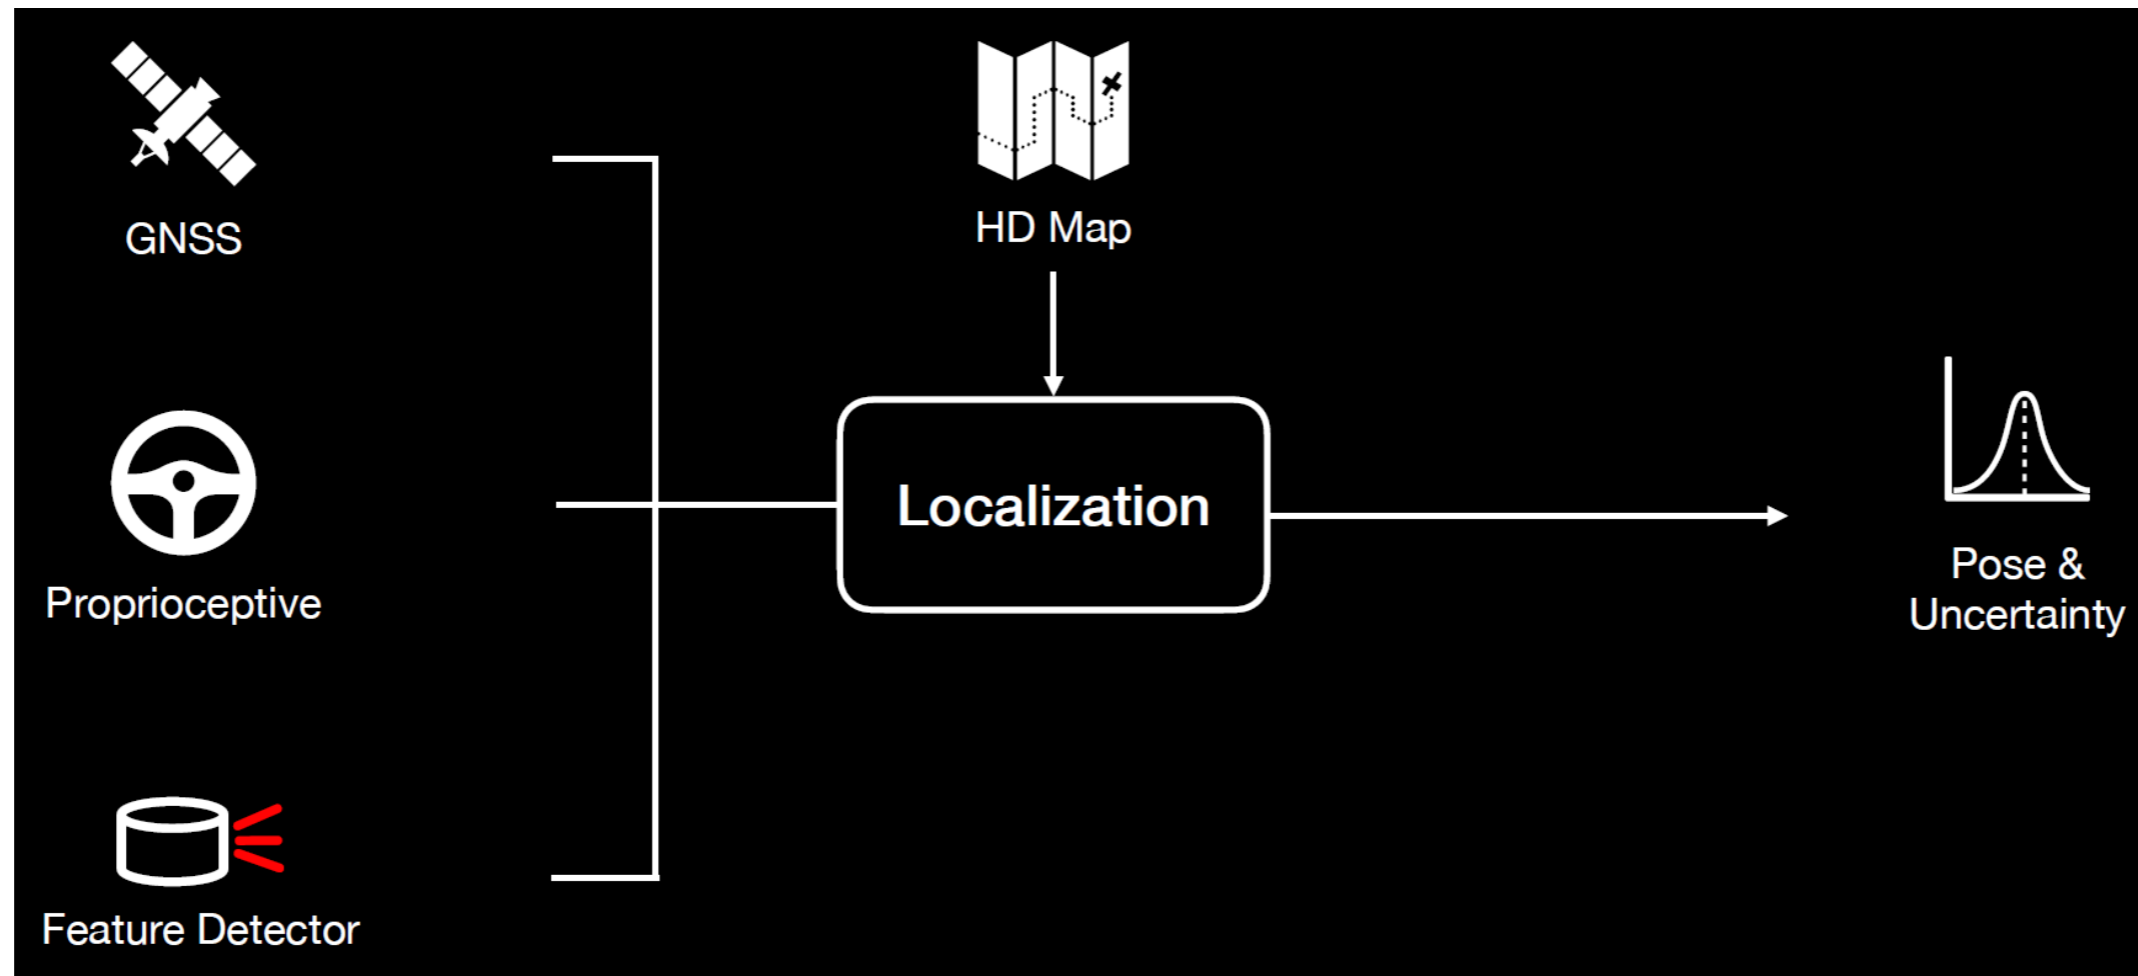 GNSS
HD Map
Proprioceptive
Localization
Pose &
Uncertainty
Feature Detector